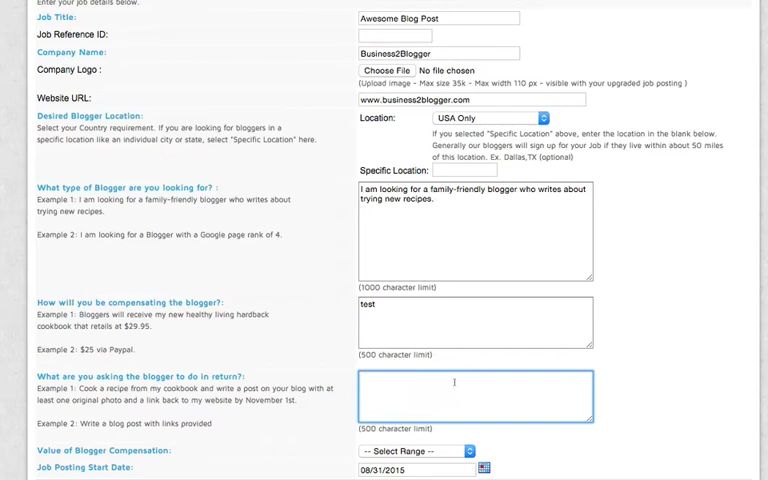 Enter your job details below.
Job Title:
Awesome Blog Post
Job Reference ID:
Company Name:
Business2Blogger
Company Logo :
Choose File No file chosen
(Upload image - Max size 35k - Max width 110 px - visible with your upgraded job posting )
Website URL:
www.business2blogger.com
Desired Blogger Location:
Select your Country requirement. If you are looking for bloggers in a
specific location like an individual city or state, select "Specific Location" here.
Location: USA Only
If you selected "Specific Location" above, enter the location in the blank below.
Generally our bloggers will sign up for your Job if they live within about 50 miles
of this location. Ex. Dallas,TX (optional)
Specific Location:
What type of Blogger are you looking for? :
Example 1: I am looking for a family-friendly blogger who writes about
trying new recipes.
Example 2: I am looking for a Blogger with a Google page rank of 4.
I am looking for a family-friendly blogger who writes about
trying new recipes.
(1000 character limit)
How will you be compensating the blogger?:
Example 1: Bloggers will receive my new healthy living hardback
cookbook that retails at $29.95.
Example 2: $25 via Paypal.
test
(500 character limit)
What are you asking the blogger to do in return?:
Example 1: Cook a recipe from my cookbook and write a post on your blog with at
least one original photo and a link back to my website by November 1st.
Example 2: Write a blog post with links provided
(500 character limit)
Value of Blogger Compensation:
-- Select Range --
Job Posting Start Date:
08/31/2015